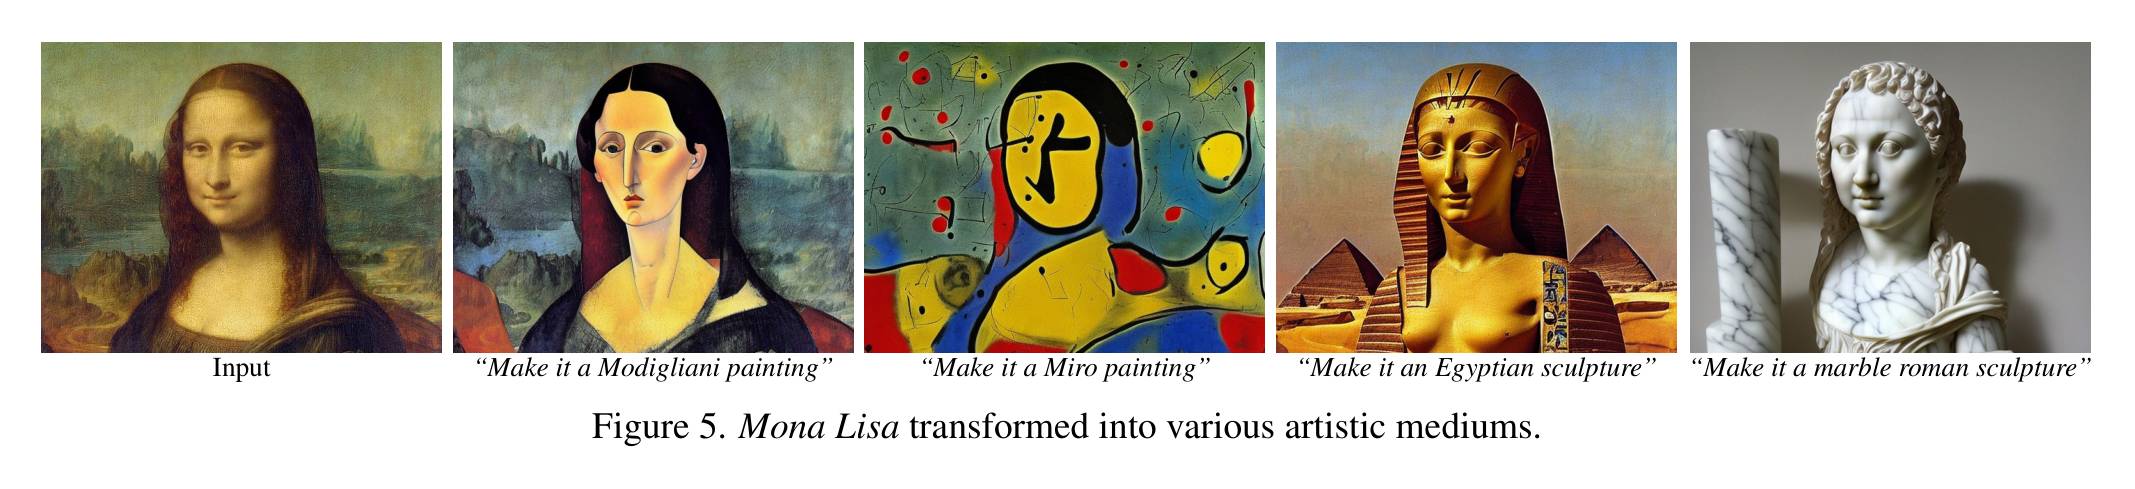 Input
“Make it a Modigliani painting”
“Make it a Miro painting”
“Make it an Egyptian sculpture”
“Make it a marble roman sculpture”
Figure 5. Mona Lisa transformed into various artistic mediums.